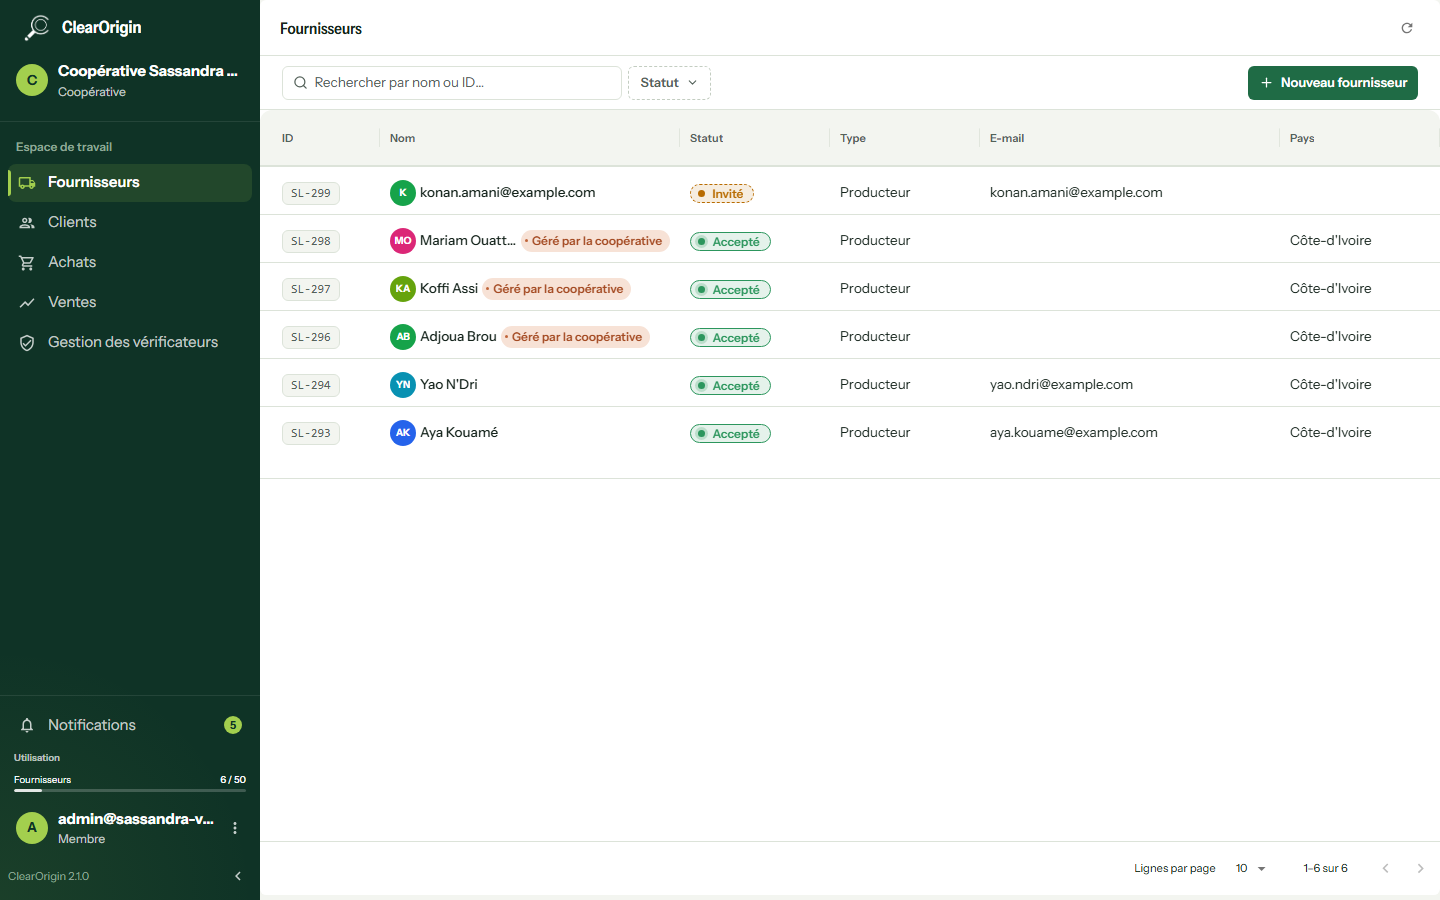 ClearOrigin
C
Coopérative Sassandra ...
Coopérative
Espace de travail
Fournisseurs
Clients
Achats
Ventes
Gestion des vérificateurs
Notifications
5
Utilisation
Fournisseurs
6 / 50
A
admin@sassandra-v...
Membre
ClearOrigin 2.1.0
Fournisseurs
Rechercher par nom ou ID...
Statut
Nouveau fournisseur
ID Nom Statut Type E-mail Pays
SL-299 K konan.amani@example.com Invité Producteur konan.amani@example.com
SL-298 MO Mariam Ouatt... • Géré par la coopérative Accepté Producteur Côte-d'Ivoire
SL-297 KA Koffi Assi • Géré par la coopérative Accepté Producteur Côte-d'Ivoire
SL-296 AB Adjoua Brou • Géré par la coopérative Accepté Producteur Côte-d'Ivoire
SL-294 YN Yao N'Dri Accepté Producteur yao.ndri@example.com Côte-d'Ivoire
SL-293 AK Aya Kouamé Accepté Producteur aya.kouame@example.com Côte-d'Ivoire
Lignes par page 10 1–6 sur 6